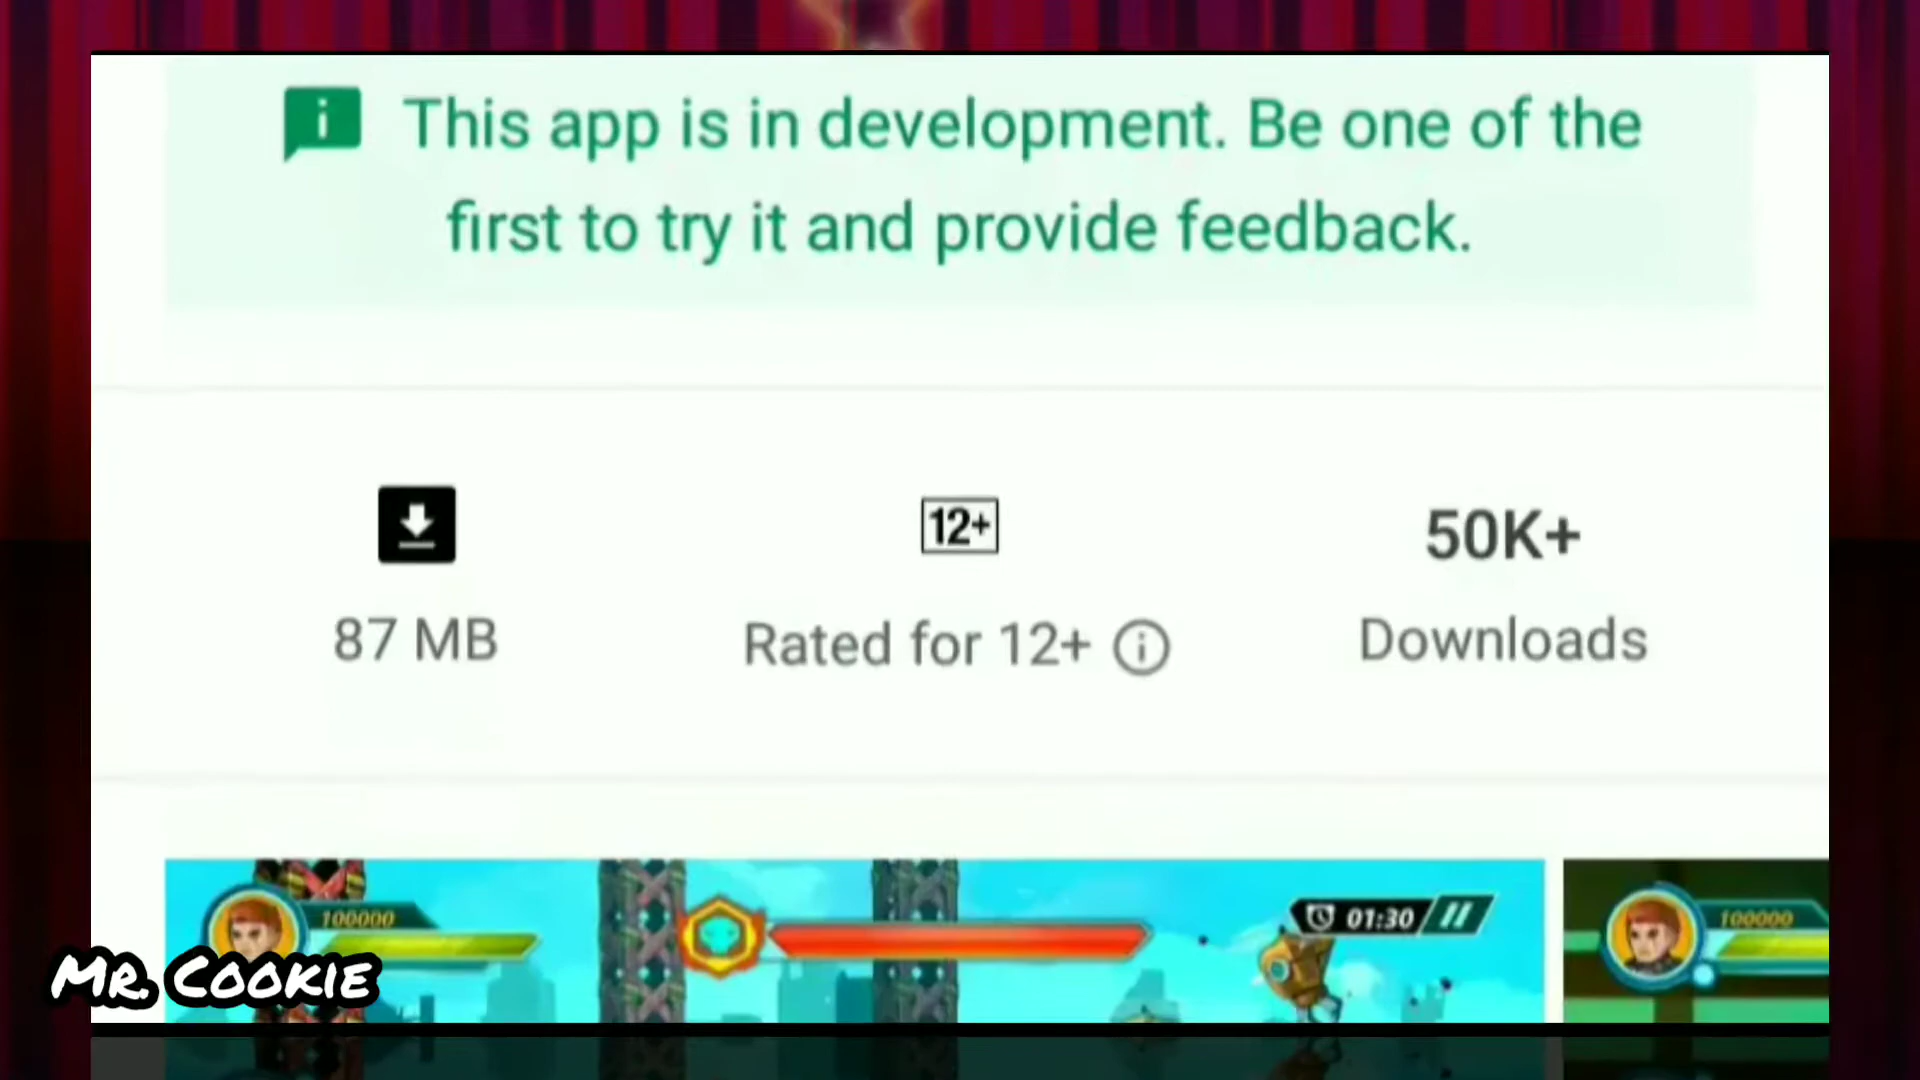 This app is in development. Be one of the
first to try it and provide feedback.
12+
50K+
87 MB
Rated for 12+
Downloads
100000
01:30
100000
MR. COOKIE